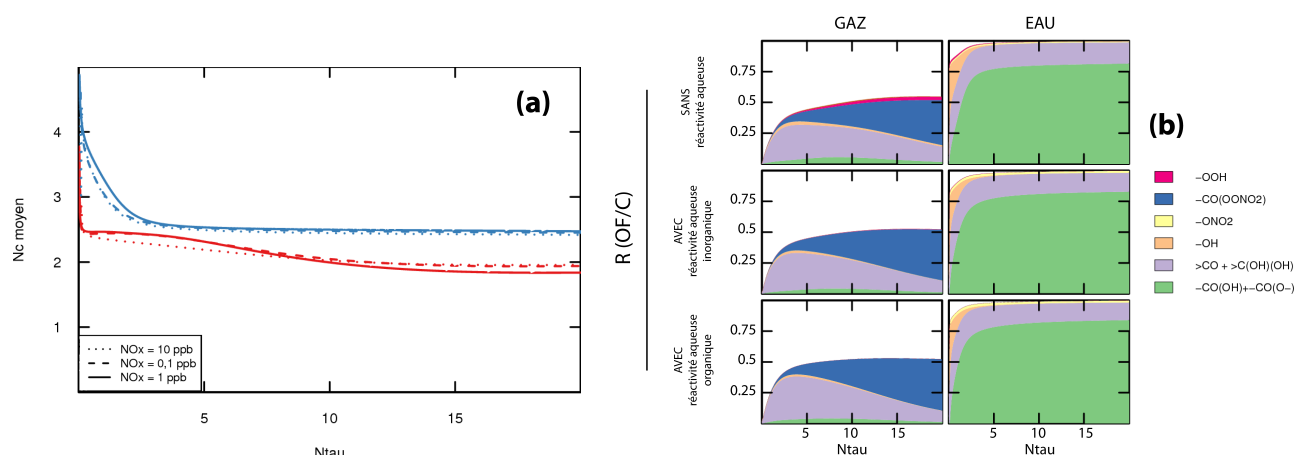 (a)
Nc moyen
4
3
2
1
NOx = 10 ppb
NOx = 0,1 ppb
NOx = 1 ppb
5
10
15
Ntau
R (OF/C)
GAZ
EAU
SANS
réactivité aqueuse
0.75
0.5
0.25
AVEC
réactivité aqueuse
inorganique
0.75
0.5
0.25
AVEC
réactivité aqueuse
organique
0.75
0.5
0.25
5
10
15
Ntau
5
10
15
Ntau
(b)
−OOH
−CO(OONO2)
−ONO2
−OH
>CO + >C(OH)(OH)
−CO(OH)+−CO(O−)